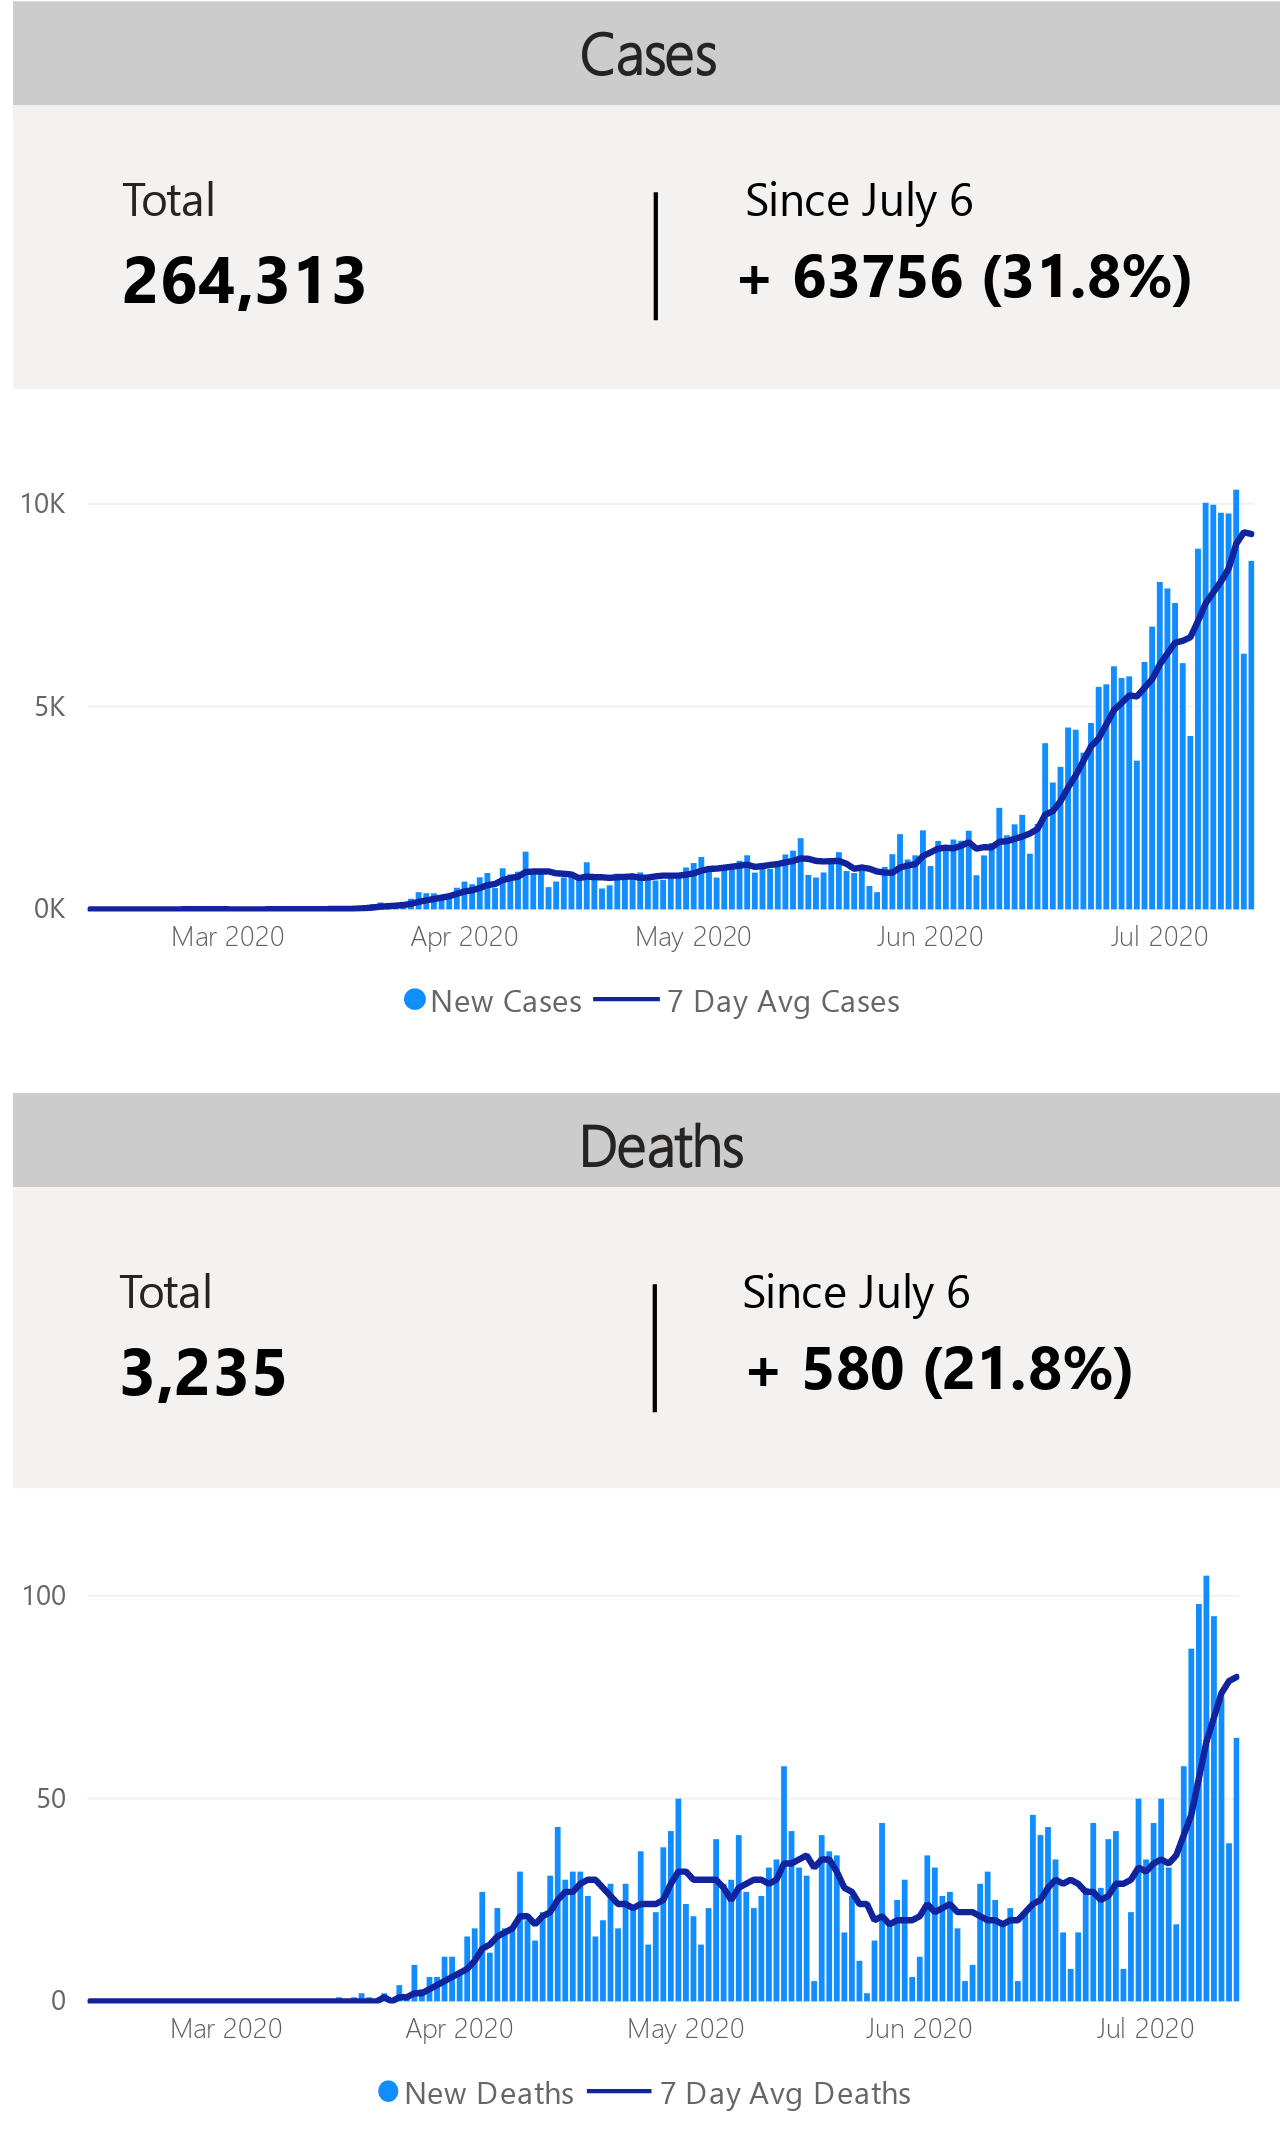 Cases
Total
Since July 6
264,313
+ 63756 (31.8%)
10K
5K
0K
Mar 2020 Apr 2020 May 2020 Jun 2020 Jul 2020
New Cases 7 Day Avg Cases
Deaths
Total
Since July 6
3,235
+ 580 (21.8%)
100
50
0
Mar 2020 Apr 2020 May 2020 Jun 2020 Jul 2020
New Deaths 7 Day Avg Deaths